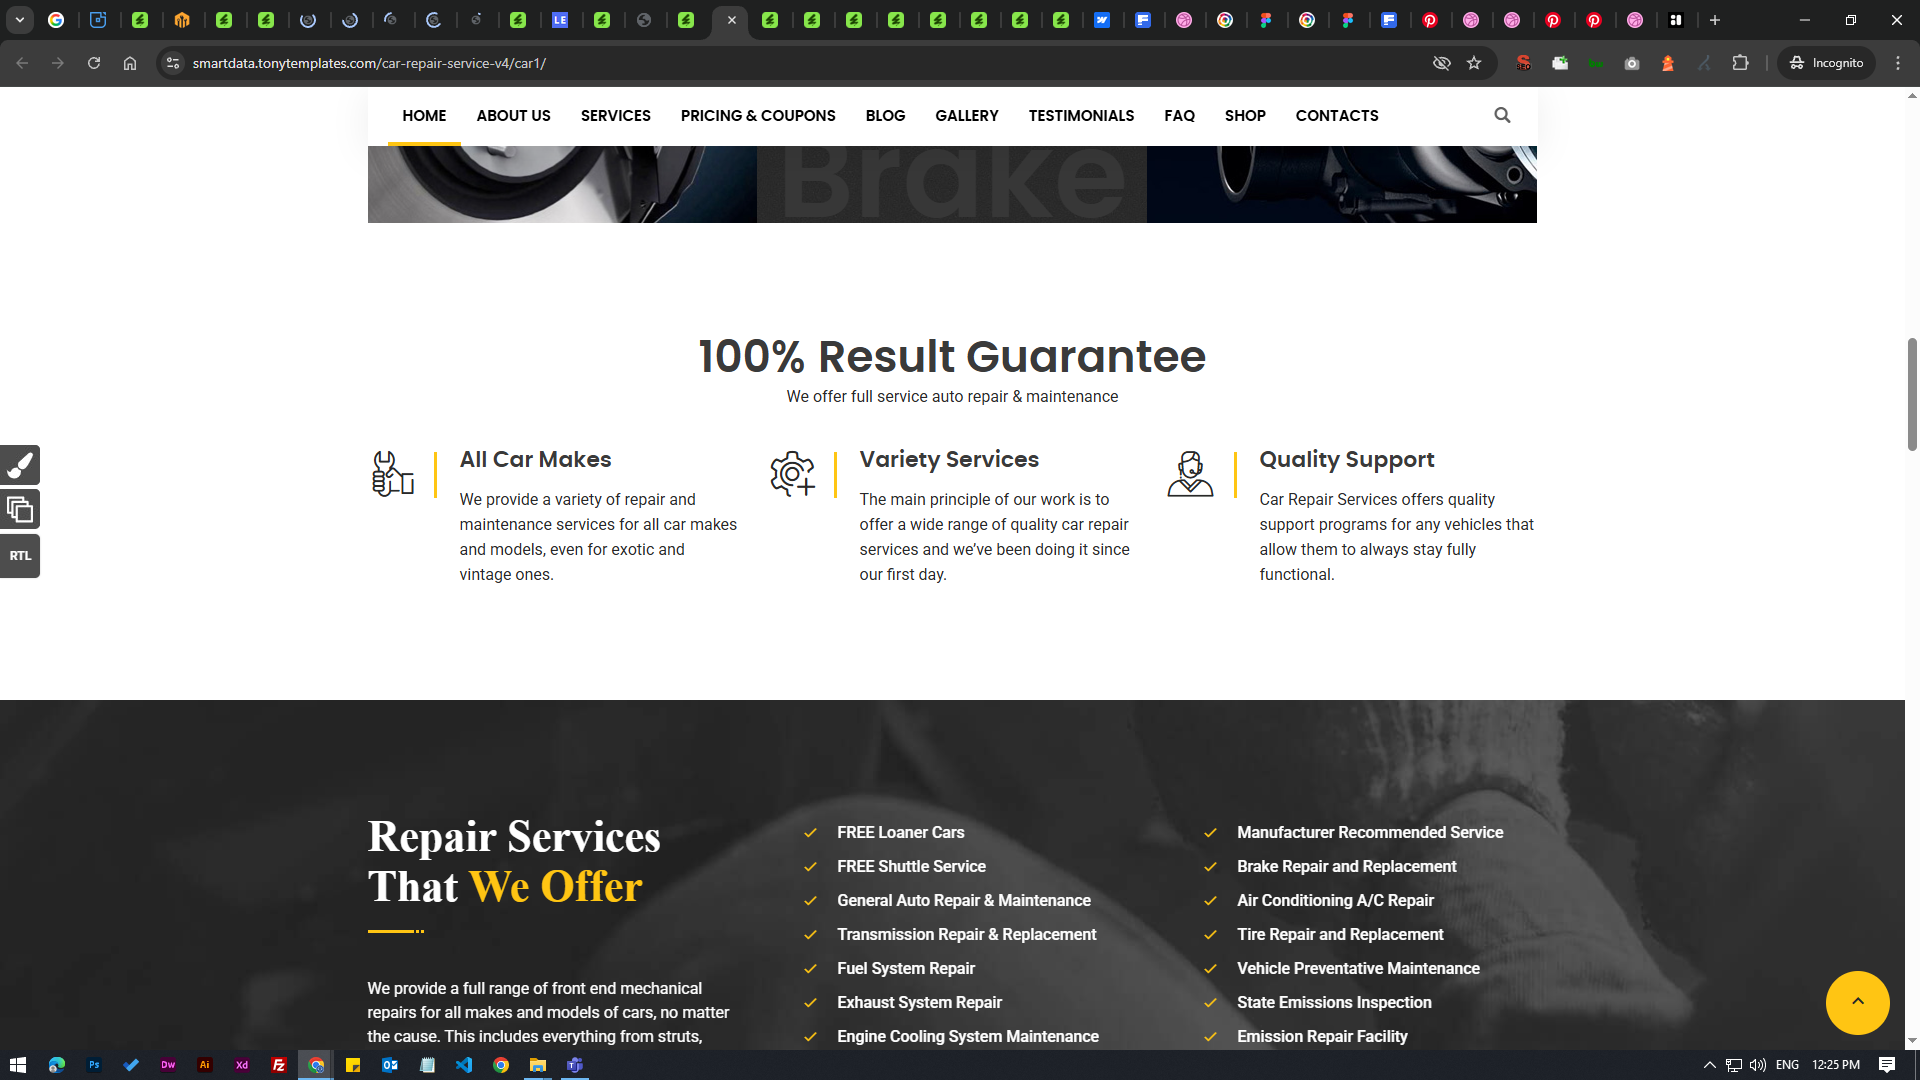 smartdata.tonytemplates.com/car-repair-service-v4/car1/
Incognito
HOME ABOUT US SERVICES PRICING & COUPONS BLOG GALLERY TESTIMONIALS FAQ SHOP CONTACTS
Brake
100% Result Guarantee
We offer full service auto repair & maintenance
All Car Makes
We provide a variety of repair and
maintenance services for all car makes
and models, even for exotic and
vintage ones.
Variety Services
The main principle of our work is to
offer a wide range of quality car repair
services and we’ve been doing it since
our first day.
Quality Support
Car Repair Services offers quality
support programs for any vehicles that
allow them to always stay fully
functional.
RTL
Repair Services
That We Offer
We provide a full range of front end mechanical
repairs for all makes and models of cars, no matter
the cause. This includes everything from struts,
FREE Loaner Cars
FREE Shuttle Service
General Auto Repair & Maintenance
Transmission Repair & Replacement
Fuel System Repair
Exhaust System Repair
Engine Cooling System Maintenance
Manufacturer Recommended Service
Brake Repair and Replacement
Air Conditioning A/C Repair
Tire Repair and Replacement
Vehicle Preventative Maintenance
State Emissions Inspection
Emission Repair Facility
ENG 12:25 PM